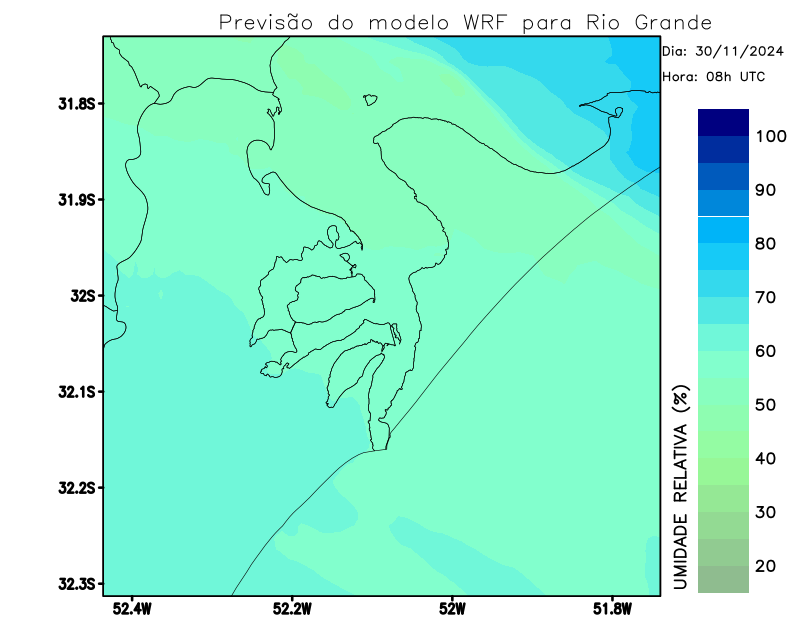 Previsão do modelo WRF para Rio Grande
Dia: 30/11/2024
Hora: 08h UTC
31.8S
31.9S
32S
32.1S
32.2S
32.3S
52.4W
52.2W
52W
51.8W
100
90
80
70
60
50
40
30
20
UMIDADE RELATIVA (%)